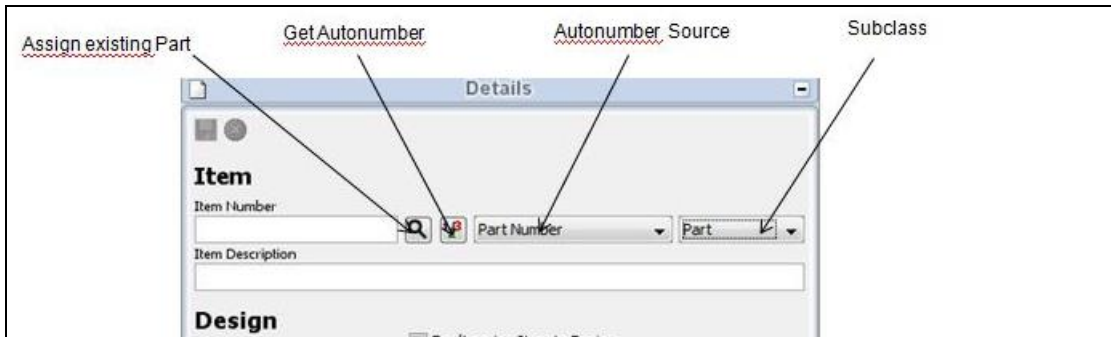 Assign existing Part
Get Autonumber
Autonumber Source
Subclass
Details
Item
Item Number
Part Number
Part
Item Description
Design